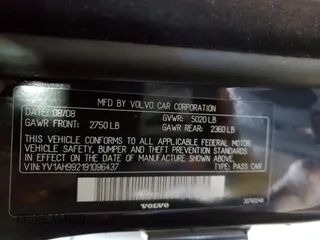 MFD BY VOLVO CAR CORPORATION
DATE: 08/08 GVWR: 5020 LB
GAWR FRONT: 2750 LB GAWR REAR: 2360 LB
THIS VEHICLE CONFORMS TO ALL APPLICABLE FEDERAL MOTOR
VEHICLE SAFETY, BUMPER AND THEFT PREVENTION STANDARDS
IN EFFECT ON THE DATE OF MANUFACTURE SHOWN ABOVE.
VIN: YV1AH992191096437 TYPE: PASS CAR
VOLVO